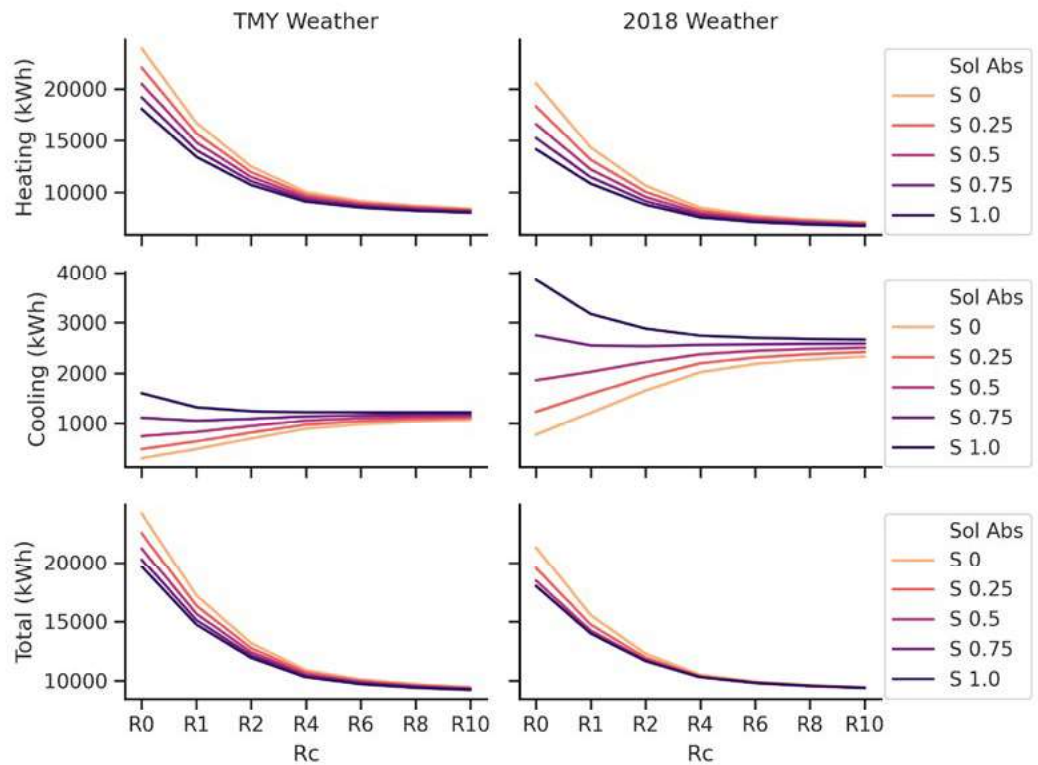 TMY Weather
2018 Weather
Heating (kWh)
20000
15000
10000
Sol Abs
S 0
S 0.25
S 0.5
S 0.75
S 1.0
Cooling (kWh)
4000
3000
2000
1000
Sol Abs
S 0
S 0.25
S 0.5
S 0.75
S 1.0
Total (kWh)
20000
15000
10000
Sol Abs
S 0
S 0.25
S 0.5
S 0.75
S 1.0
R0 R1 R2 R4 R6 R8 R10
R0 R1 R2 R4 R6 R8 R10
Rc
Rc